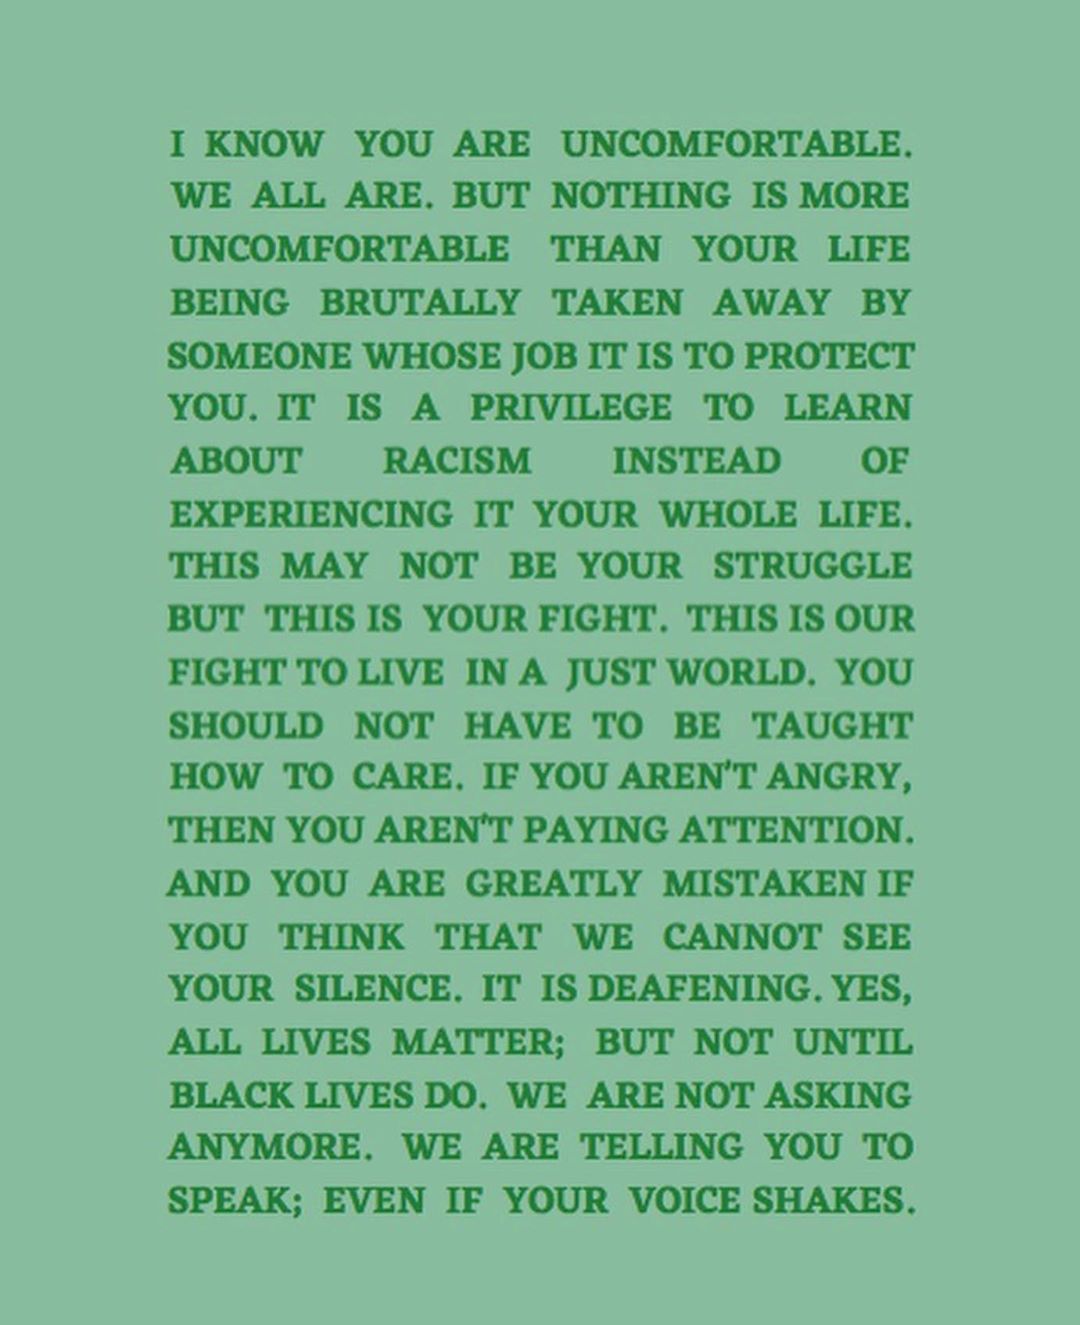 I KNOW YOU ARE UNCOMFORTABLE.
WE ALL ARE. BUT NOTHING IS MORE
UNCOMFORTABLE THAN YOUR LIFE
BEING BRUTALLY TAKEN AWAY BY
SOMEONE WHOSE JOB IT IS TO PROTECT
YOU. IT IS A PRIVILEGE TO LEARN
ABOUT RACISM INSTEAD OF
EXPERIENCING IT YOUR WHOLE LIFE.
THIS MAY NOT BE YOUR STRUGGLE
BUT THIS IS YOUR FIGHT. THIS IS OUR
FIGHT TO LIVE IN A JUST WORLD. YOU
SHOULD NOT HAVE TO BE TAUGHT
HOW TO CARE. IF YOU AREN'T ANGRY,
THEN YOU AREN'T PAYING ATTENTION.
AND YOU ARE GREATLY MISTAKEN IF
YOU THINK THAT WE CANNOT SEE
YOUR SILENCE. IT IS DEAFENING. YES,
ALL LIVES MATTER; BUT NOT UNTIL
BLACK LIVES DO. WE ARE NOT ASKING
ANYMORE. WE ARE TELLING YOU TO
SPEAK; EVEN IF YOUR VOICE SHAKES.